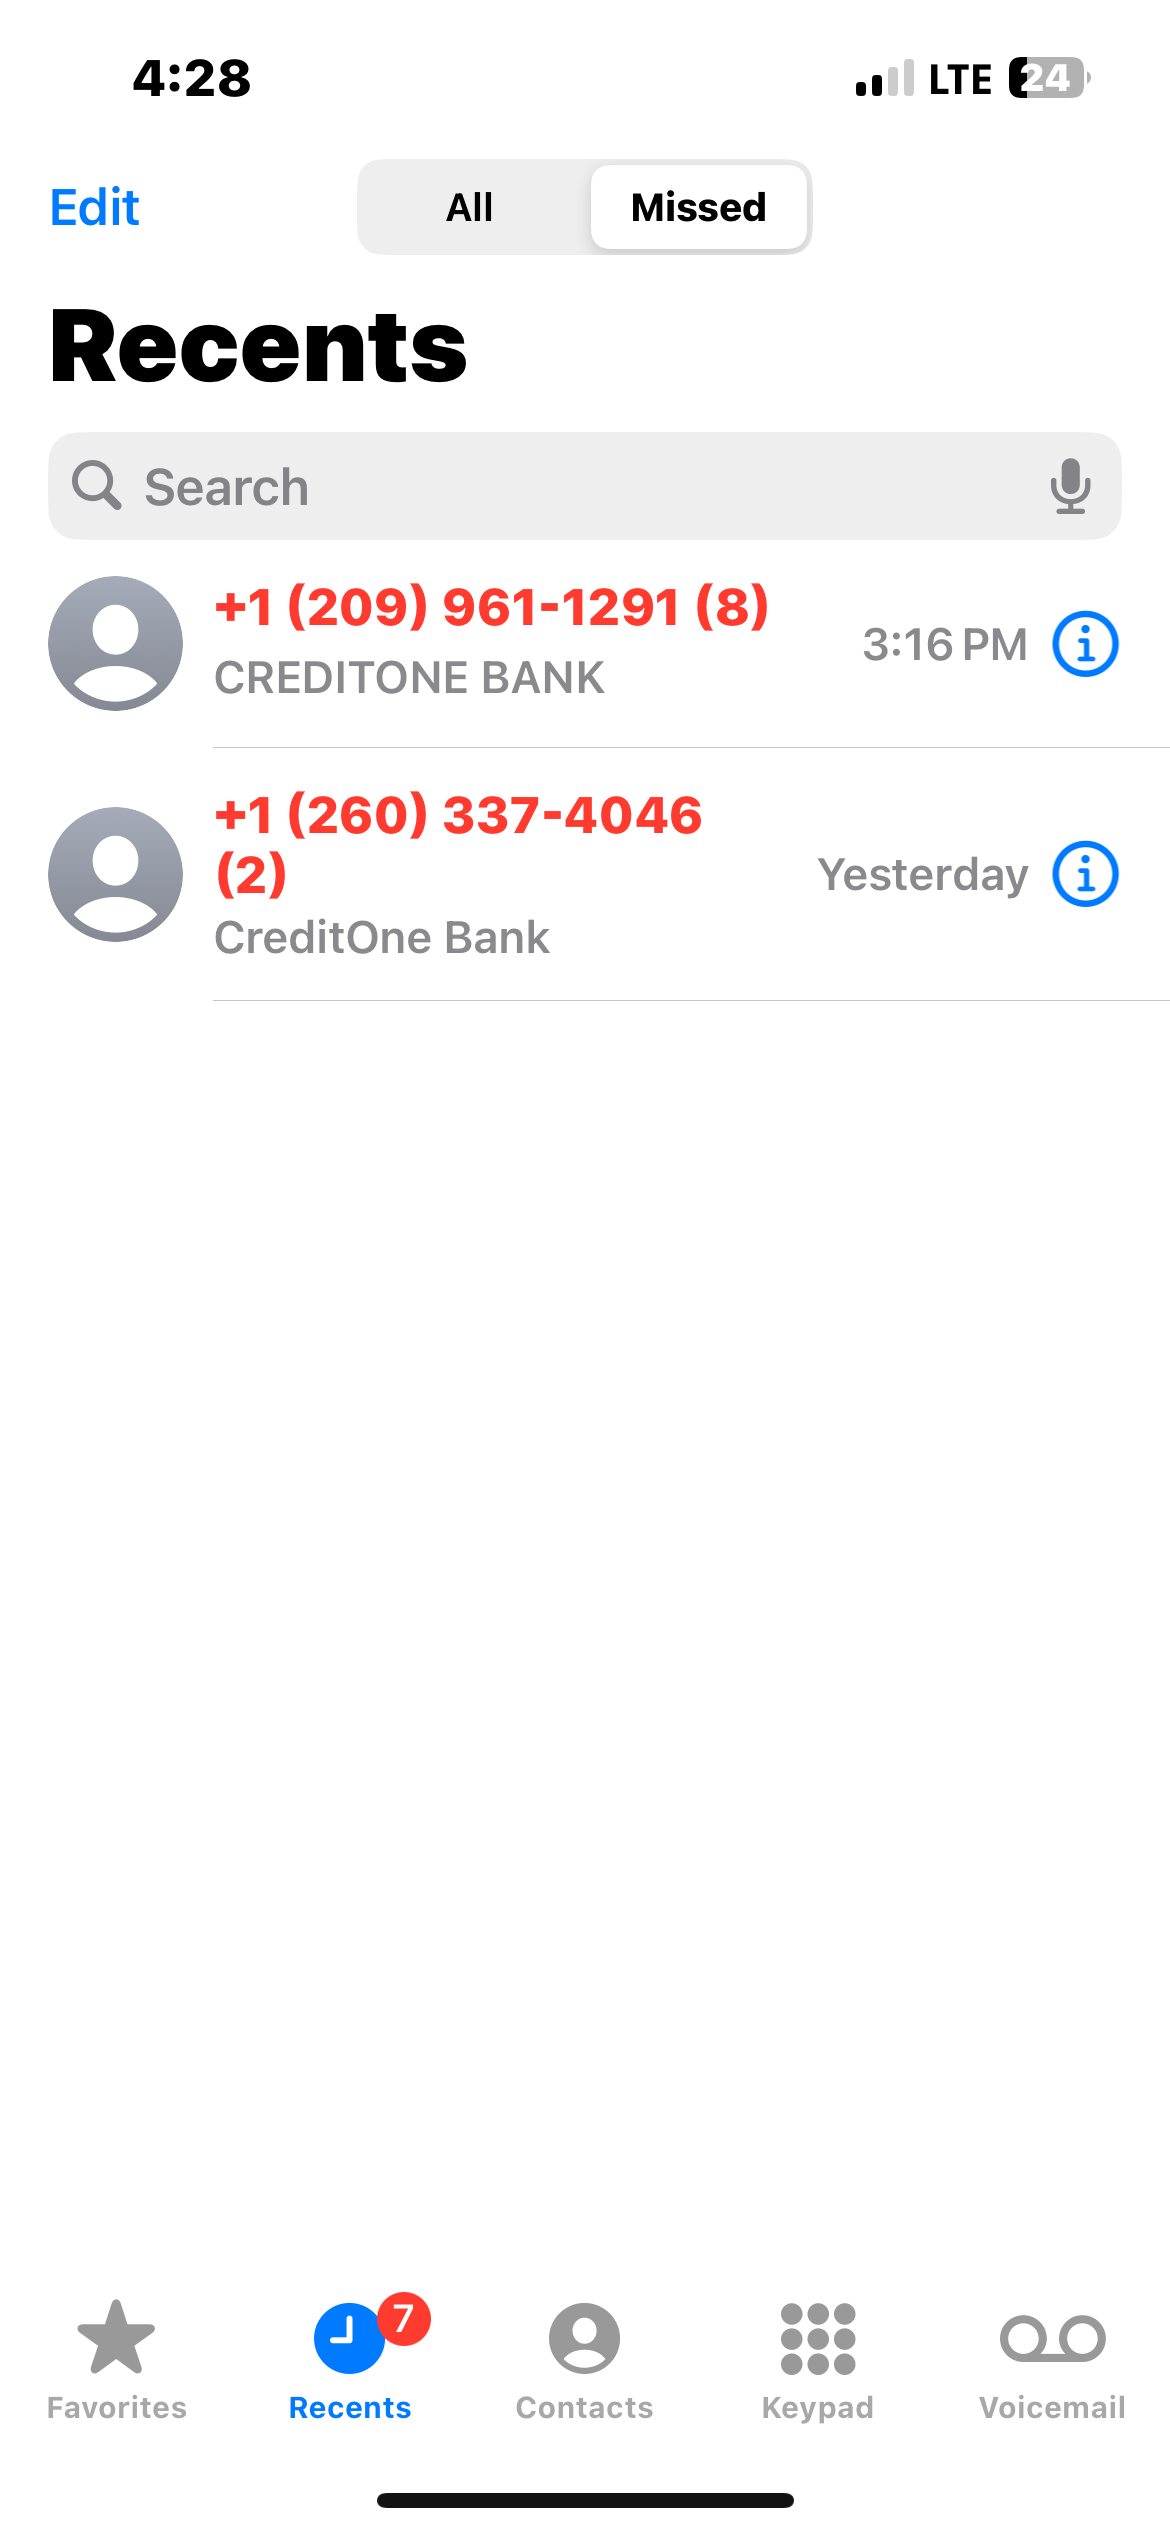 4:28 LTE 24
Edit All Missed
Recents
Search
+1 (209) 961-1291 (8)
CREDITONE BANK
3:16 PM
+1 (260) 337-4046
(2)
CreditOne Bank
Yesterday
7
Favorites Recents Contacts Keypad Voicemail